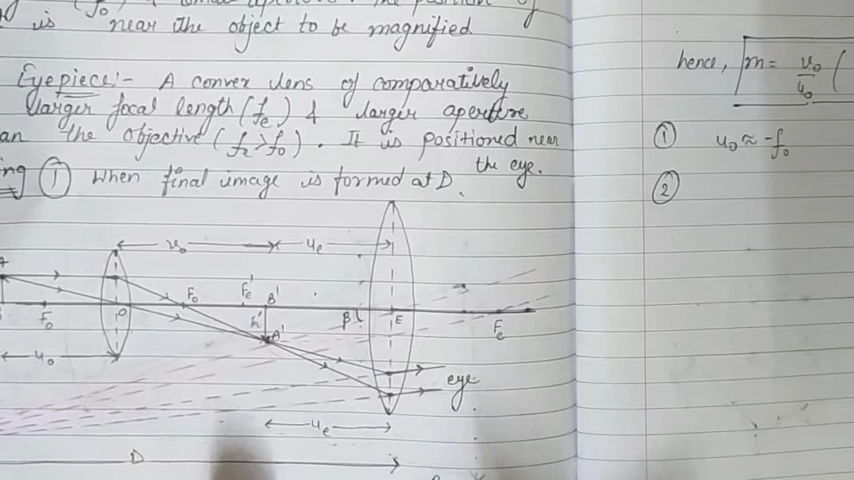 is near the object to be magnified
Eyepiece:- A convex lens of comparatively
larger focal length (fe) & larger aperture
an the objective (fe>fo). It is positioned near
the eye.
ing ① When final image is formed at D.
vo ue
A Fo Fe' B' β E Fe
Fo O h' A'
uo eye
ue
D
hence, m = vo/uo (
① uo ≈ -fo
②